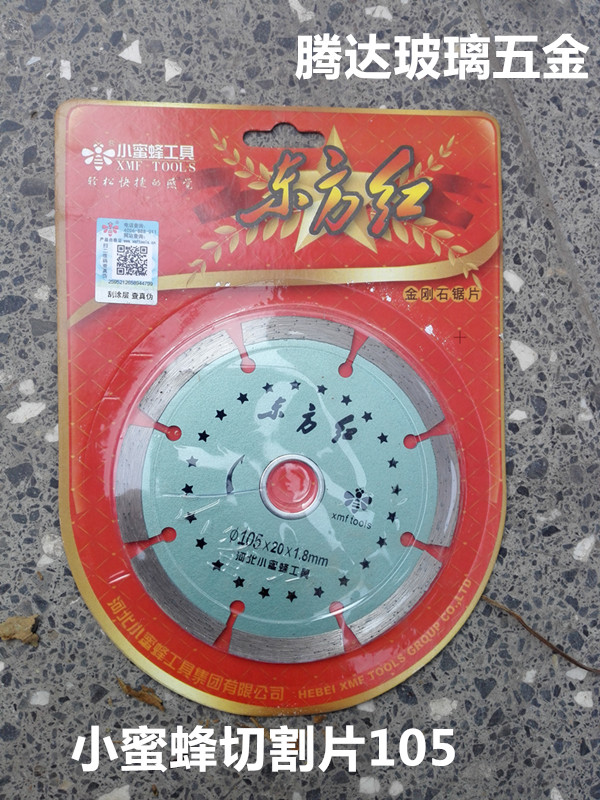 腾达玻璃五金
小蜜蜂工具
XMF-TOOLS
轻松快捷的感觉
东方红
刮涂层 查真伪
金刚石锯片
东方红
xmf tools
Φ105×20×1.8mm
河北小蜜蜂工具
河北小蜜蜂工具集团有限公司
HEBEI XMF TOOLS GROUP CO.,LTD
小蜜蜂切割片105